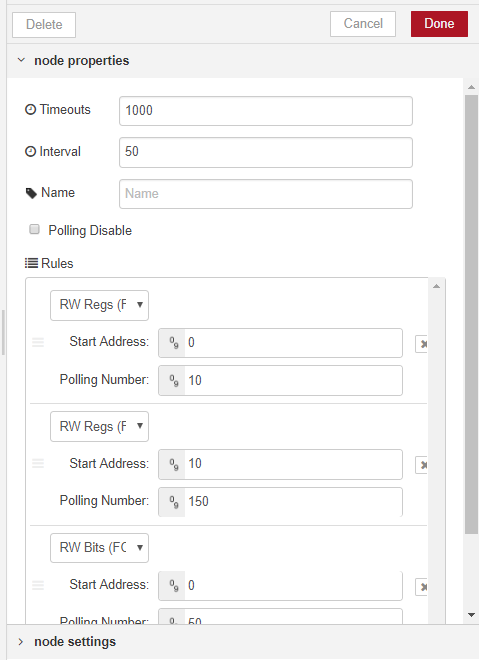 Delete
Cancel
Done
node properties
Timeouts
1000
Interval
50
Name
Name
Polling Disable
Rules
RW Regs (F
Start Address:
0
Polling Number:
10
RW Regs (F
Start Address:
10
Polling Number:
150
RW Bits (FC
Start Address:
0
Polling Number:
50
node settings